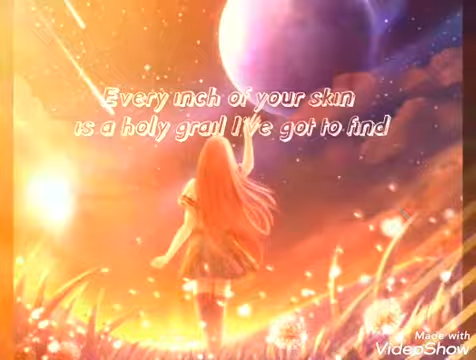 Every inch of your skin
is a holy grail I've got to find
Made with
VideoShow